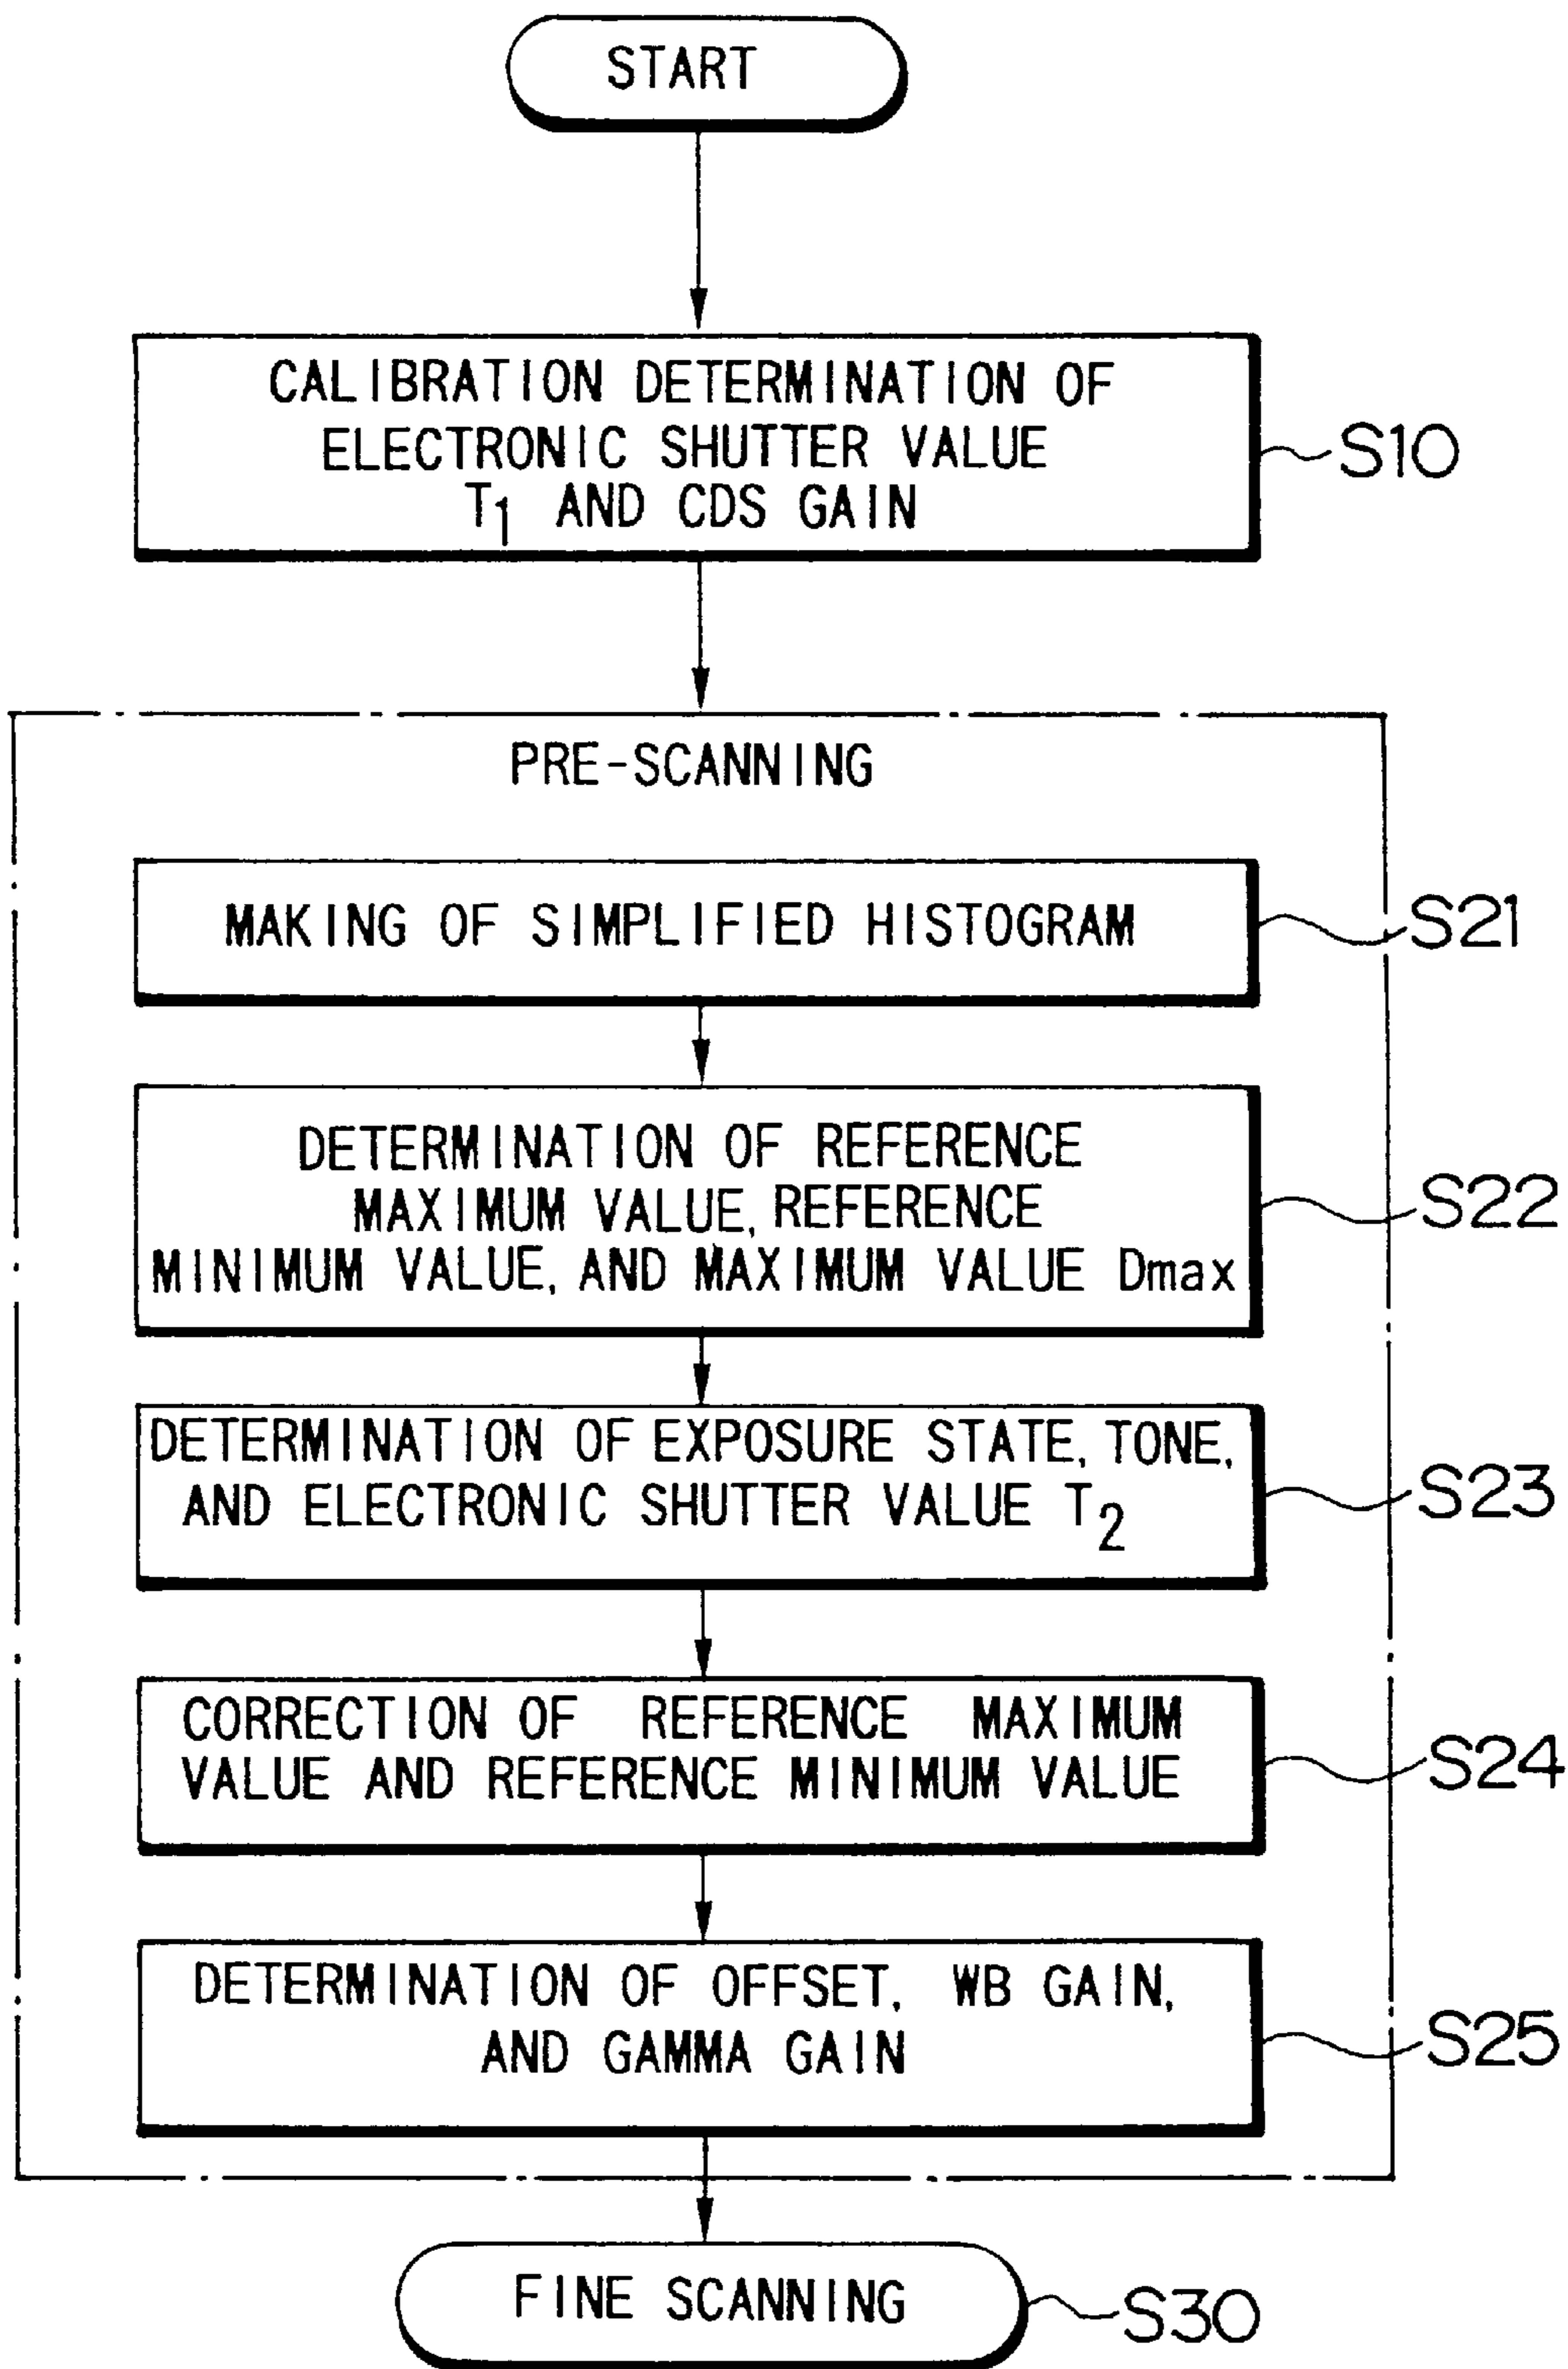 START
CALIBRATION DETERMINATION OF
ELECTRONIC SHUTTER VALUE
T1 AND CDS GAIN
S10
PRE-SCANNING
MAKING OF SIMPLIFIED HISTOGRAM
S21
DETERMINATION OF REFERENCE
MAXIMUM VALUE, REFERENCE
MINIMUM VALUE, AND MAXIMUM VALUE Dmax
S22
DETERMINATION OF EXPOSURE STATE, TONE,
AND ELECTRONIC SHUTTER VALUE T2
S23
CORRECTION OF REFERENCE MAXIMUM
VALUE AND REFERENCE MINIMUM VALUE
S24
DETERMINATION OF OFFSET, WB GAIN,
AND GAMMA GAIN
S25
FINE SCANNING
S30